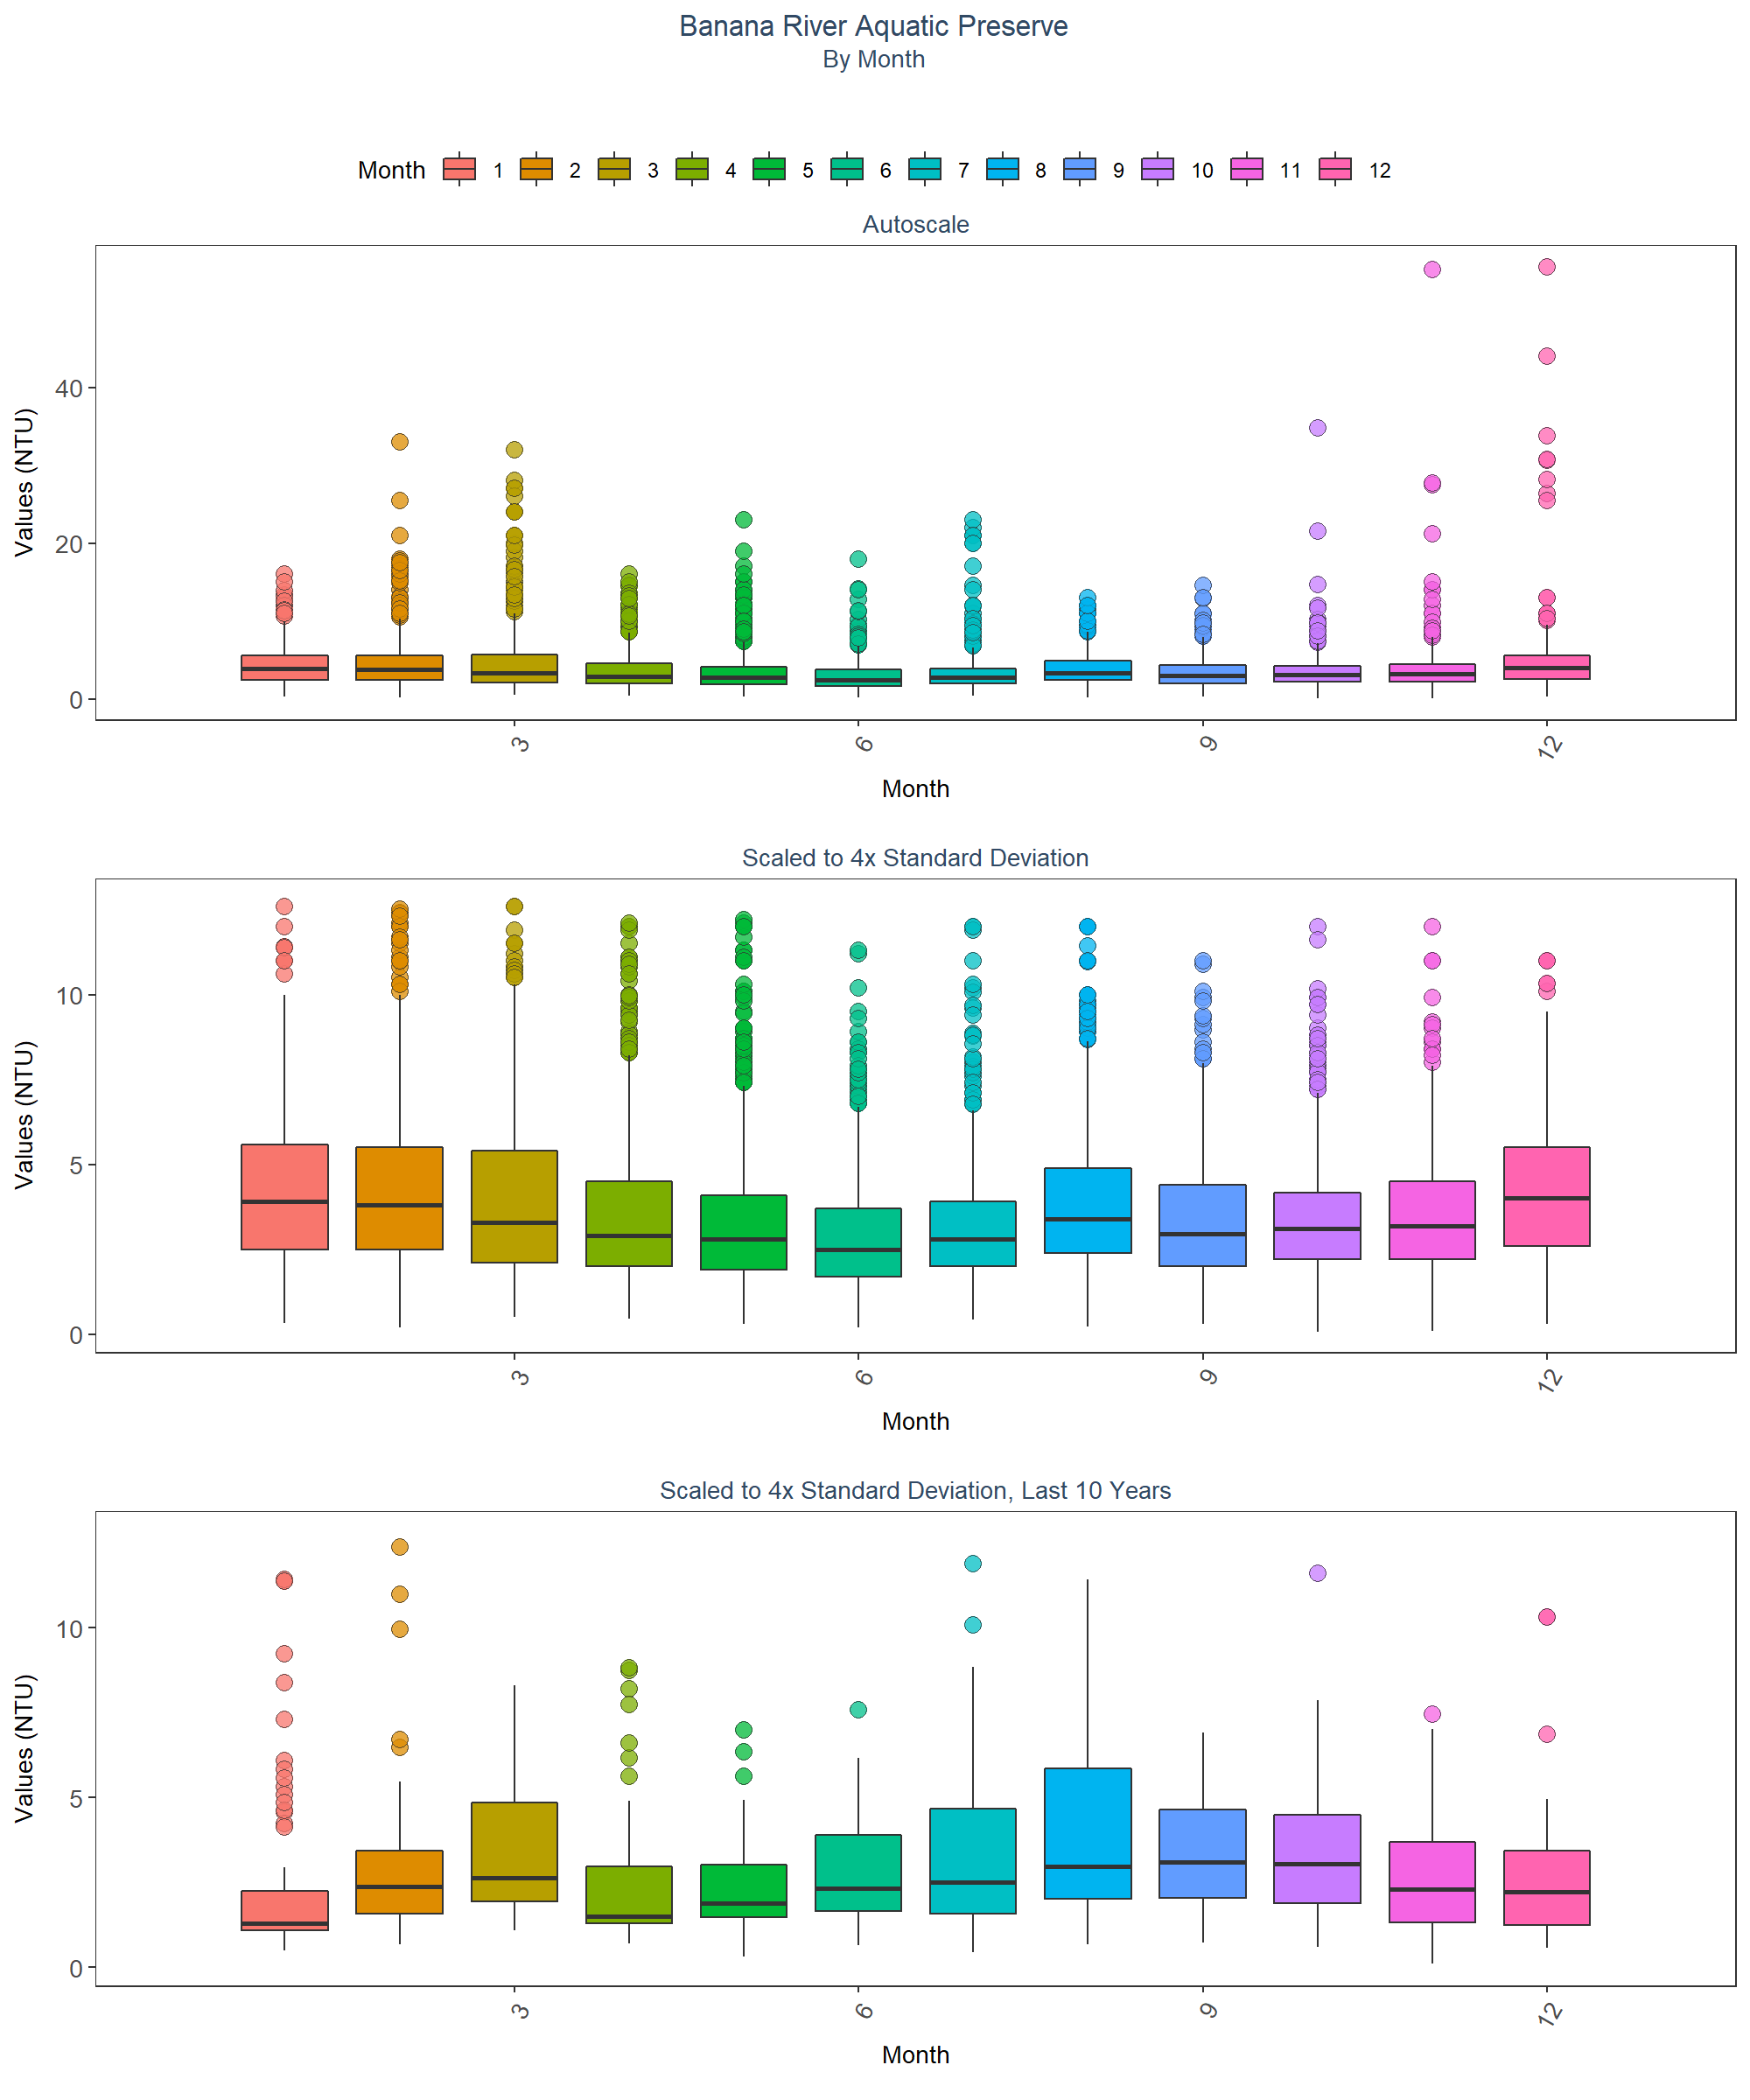 Banana River Aquatic Preserve
By Month
Month 1 2 3 4 5 6 7 8 9 10 11 12
Autoscale
Values (NTU)
40
20
0
3 6 9 12
Month
Scaled to 4x Standard Deviation
Values (NTU)
10
5
0
3 6 9 12
Month
Scaled to 4x Standard Deviation, Last 10 Years
Values (NTU)
10
5
0
3 6 9 12
Month